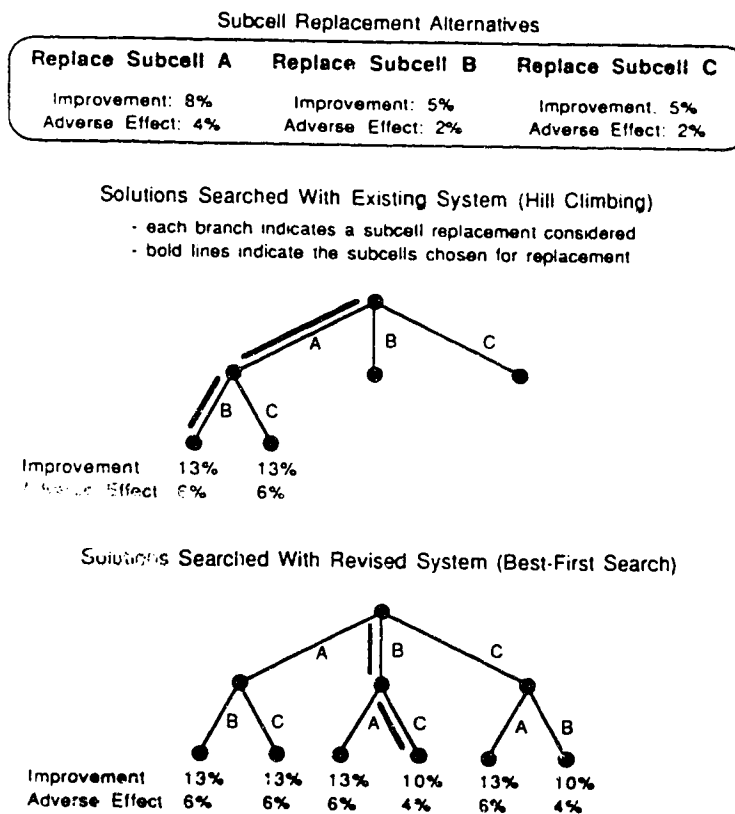 Subcell Replacement Alternatives
Replace Subcell A Replace Subcell B Replace Subcell C
Improvement: 8% Improvement: 5% Improvement. 5%
Adverse Effect: 4% Adverse Effect: 2% Adverse Effect: 2%
Solutions Searched With Existing System (Hill Climbing)
- each branch indicates a subcell replacement considered
- bold lines indicate the subcells chosen for replacement
A B C
B C
Improvement 13% 13%
Effect 6% 6%
Solutions Searched With Revised System (Best-First Search)
A B C
B C A C A B
Improvement 13% 13% 13% 10% 13% 10%
Adverse Effect 6% 6% 6% 4% 6% 4%